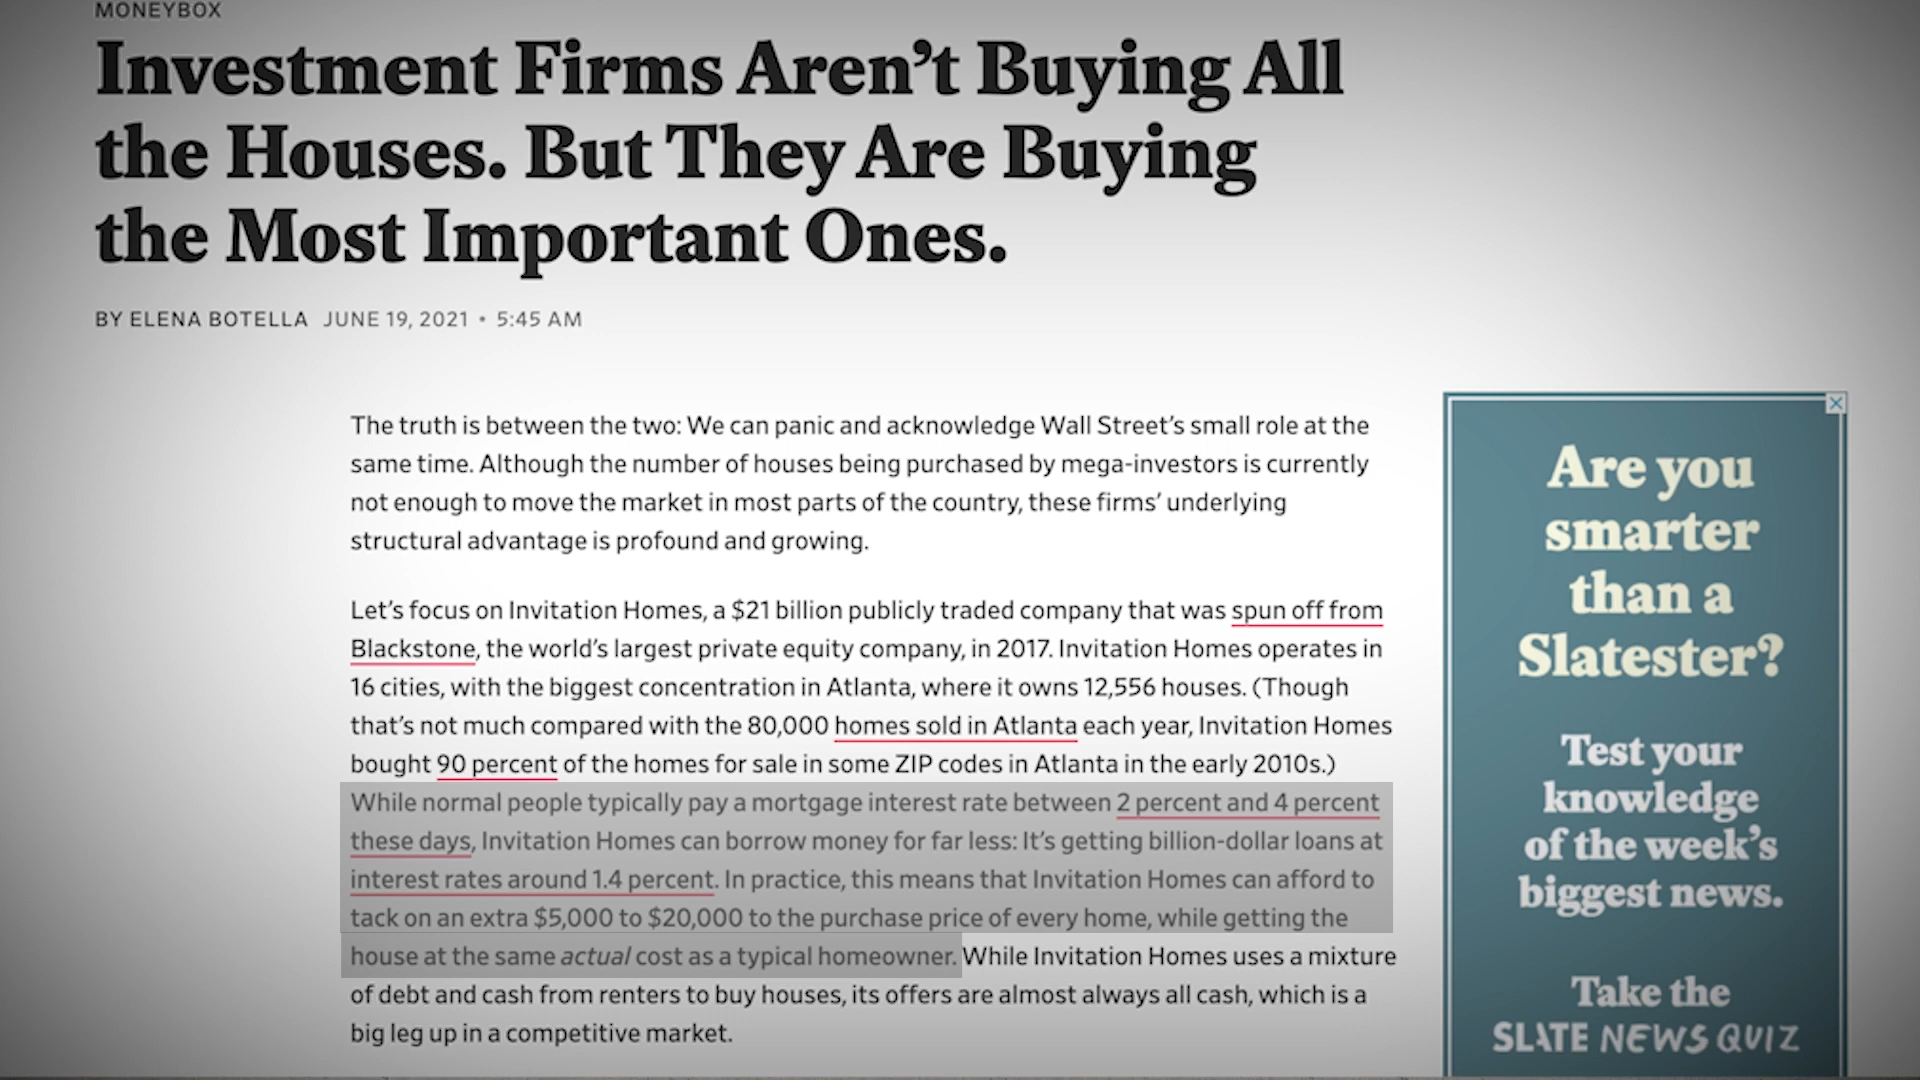 MONEYBOX
Investment Firms Aren’t Buying All
the Houses. But They Are Buying
the Most Important Ones.
BY ELENA BOTELLA JUNE 19, 2021 • 5:45 AM
The truth is between the two: We can panic and acknowledge Wall Street’s small role at the
same time. Although the number of houses being purchased by mega-investors is currently
not enough to move the market in most parts of the country, these firms’ underlying
structural advantage is profound and growing.
Let’s focus on Invitation Homes, a $21 billion publicly traded company that was spun off from
Blackstone, the world’s largest private equity company, in 2017. Invitation Homes operates in
16 cities, with the biggest concentration in Atlanta, where it owns 12,556 houses. (Though
that’s not much compared with the 80,000 homes sold in Atlanta each year, Invitation Homes
bought 90 percent of the homes for sale in some ZIP codes in Atlanta in the early 2010s.)
While normal people typically pay a mortgage interest rate between 2 percent and 4 percent
these days, Invitation Homes can borrow money for far less: It’s getting billion-dollar loans at
interest rates around 1.4 percent. In practice, this means that Invitation Homes can afford to
tack on an extra $5,000 to $20,000 to the purchase price of every home, while getting the
house at the same actual cost as a typical homeowner. While Invitation Homes uses a mixture
of debt and cash from renters to buy houses, its offers are almost always all cash, which is a
big leg up in a competitive market.
Are you
smarter
than a
Slatester?
Test your
knowledge
of the week’s
biggest news.
Take the
SLATE NEWS QUIZ